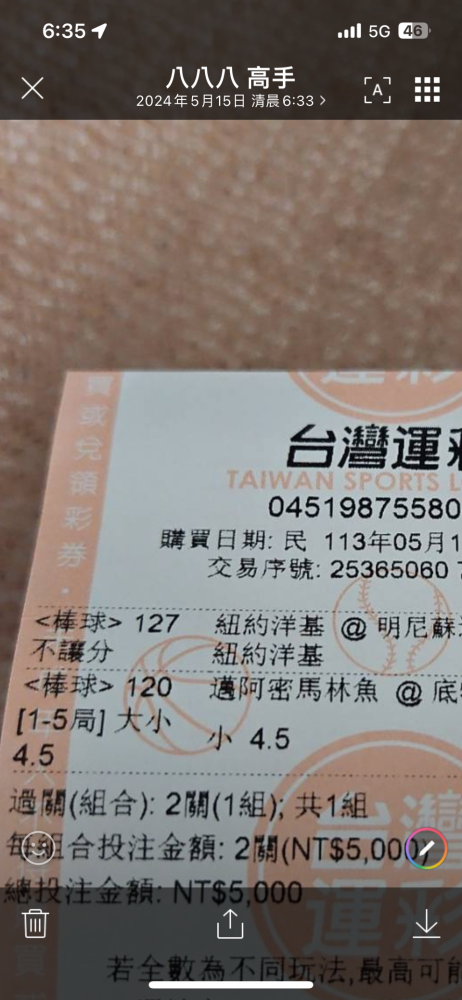 6:35
5G 46
八八八 高手
2024年5月15日 清晨6:33
A
台灣運彩
TAIWAN SPORTS L
04519875580
購買日期: 民 113年05月1
交易序號: 25365060
<棒球> 127 紐約洋基 @ 明尼蘇
不讓分 紐約洋基
<棒球> 120 邁阿密馬林魚 @ 底
[1-5局] 大小 小 4.5
4.5
過關(組合): 2關(1組); 共1組
每組合投注金額: 2關(NT$5,000)
總投注金額: NT$5,000
若全數為不同玩法,最高可能
賣或兌領彩券.